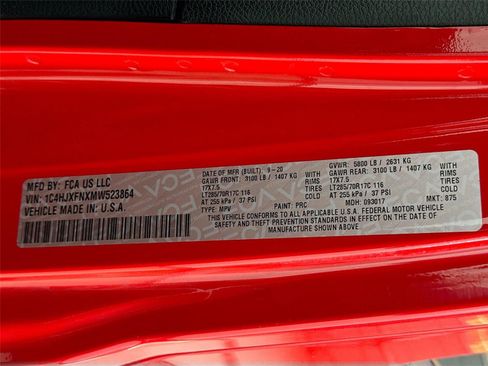 MFD BY: FCA US LLC
VIN: 1C4HJXFNXMW523864
VEHICLE MADE IN: U.S.A.
DATE OF MFR (BUILT): 9-20
GVWR: 5800 LB / 2631 KG
GAWR FRONT: 3100 LB / 1407 KG WITH
17X7.5 RIMS
LT285/70R17C 116 TIRES
AT 255 kPa / 37 PSI
GAWR REAR: 3100 LB / 1407 KG WITH
17X7.5 RIMS
LT285/70R17C 116 TIRES
AT 255 kPa / 37 PSI
TYPE: MPV PAINT: PRC MDH: 093017 MKT: 875
THIS VEHICLE CONFORMS TO ALL APPLICABLE U.S.A. FEDERAL MOTOR VEHICLE
SAFETY AND THEFT PREVENTION STANDARDS IN EFFECT ON THE DATE OF
MANUFACTURE SHOWN ABOVE.
FCA